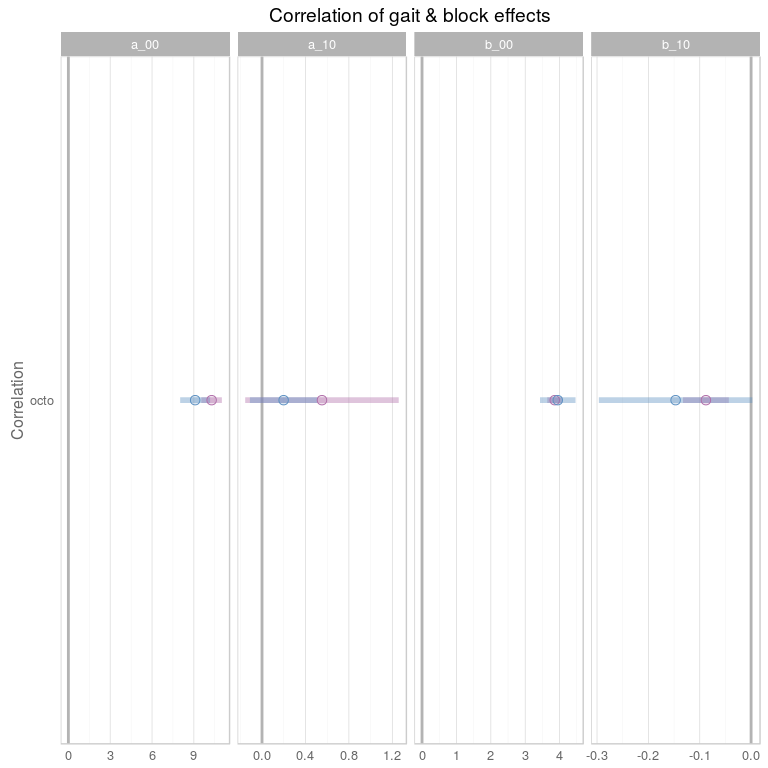 Correlation of gait & block effects
a_00 a_10 b_00 b_10
Correlation
octo
0 3 6 9 0.0 0.4 0.8 1.2 0 1 2 3 4 -0.3 -0.2 -0.1 0.0